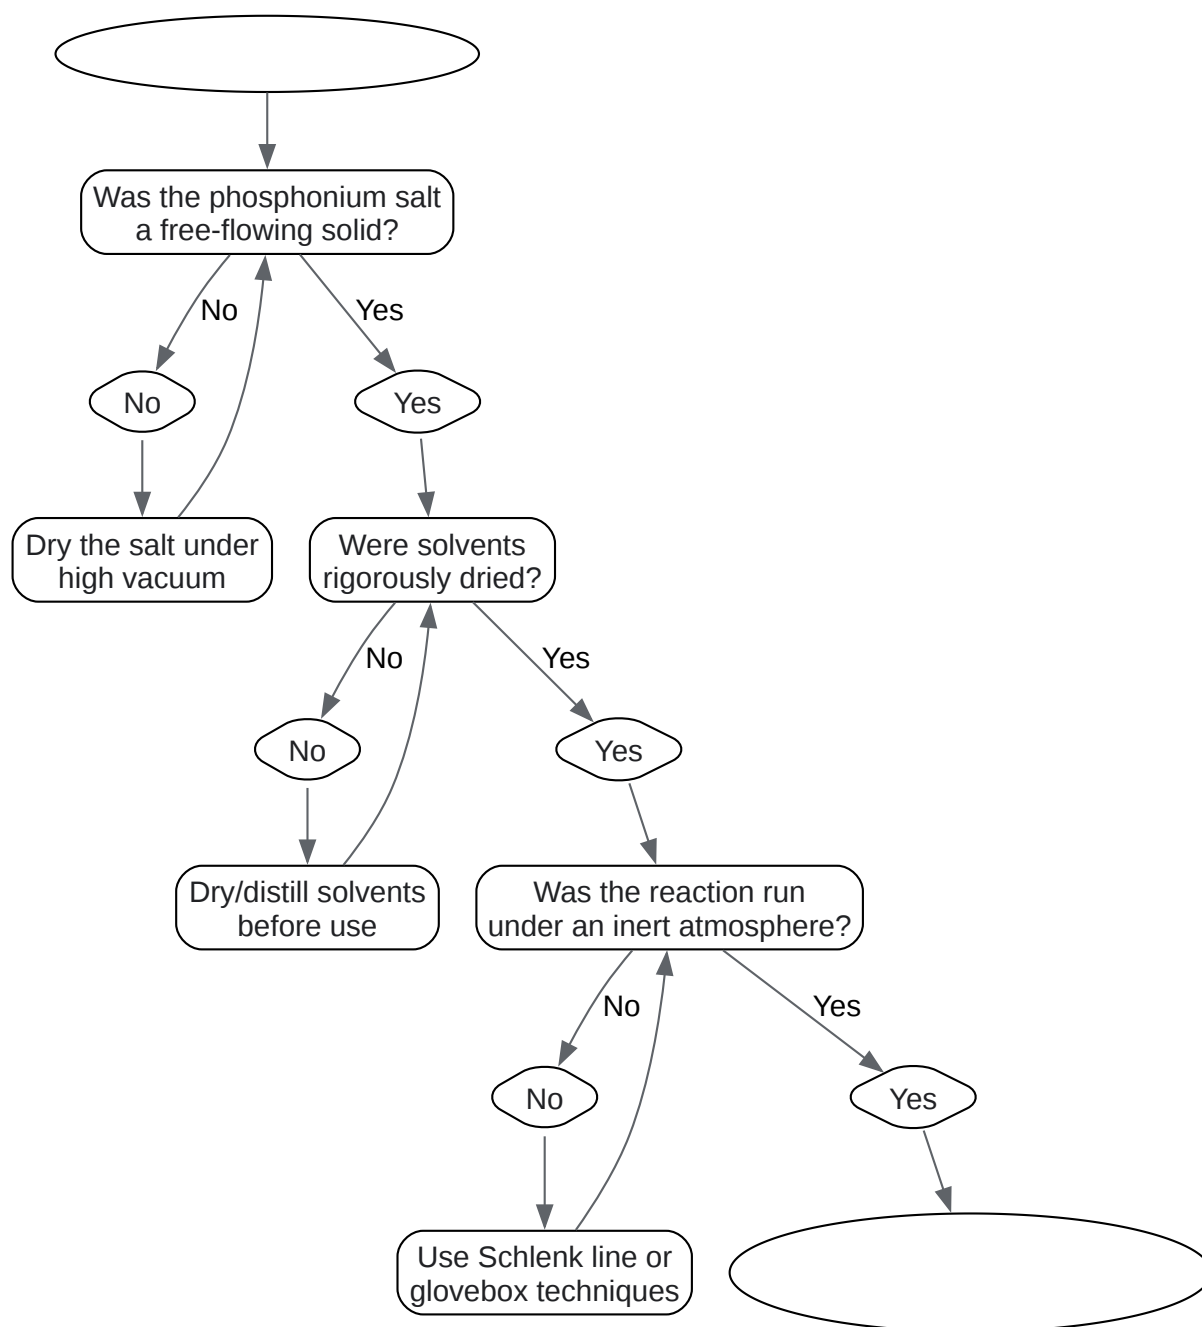 Was the phosphonium salt
a free-flowing solid?
No
Yes
No
Yes
Dry the salt under
high vacuum
Were solvents
rigorously dried?
No
Yes
No
Yes
Dry/distill solvents
before use
Was the reaction run
under an inert atmosphere?
No
Yes
No
Yes
Use Schlenk line or
glovebox techniques